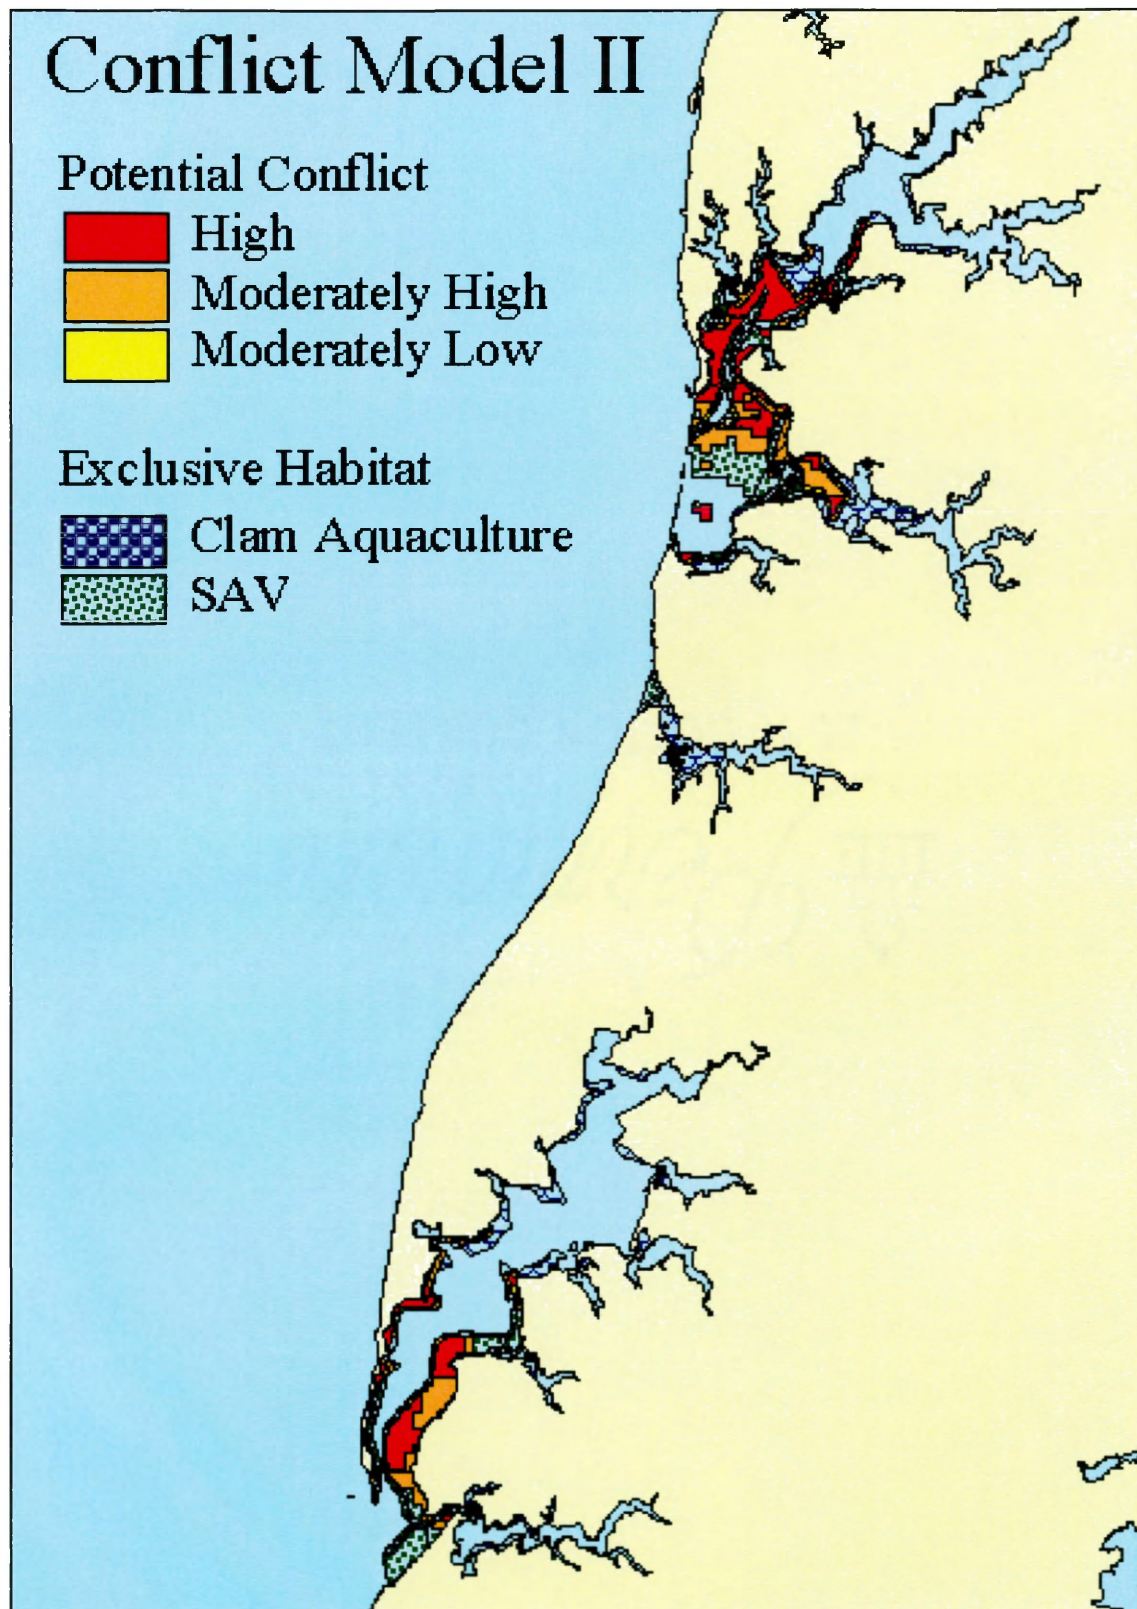 Conflict Model II
Potential Conflict
High
Moderately High
Moderately Low
Exclusive Habitat
Clam Aquaculture
SAV